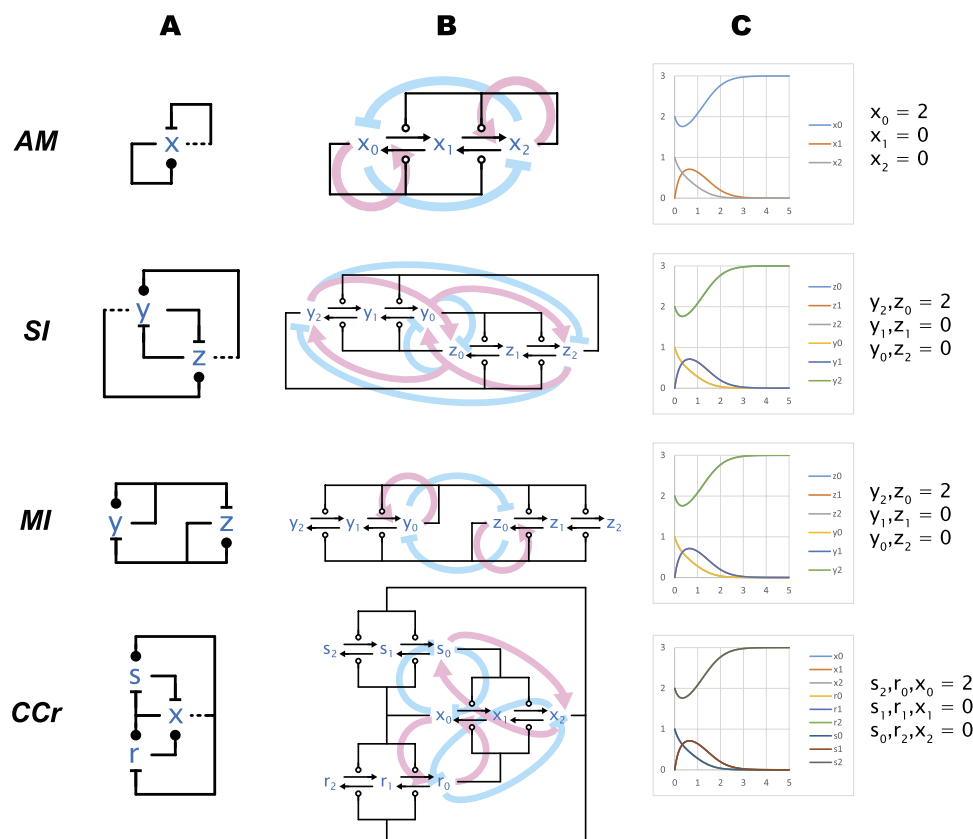 A B C
AM
x
x0 x1 x2
3
2
1
0
0 1 2 3 4 5
x0
x1
x2
x0 = 2
x1 = 0
x2 = 0
SI
y
z
y2 y1 y0
z0 z1 z2
3
2
1
0
0 1 2 3 4 5
z0
z1
z2
y0
y1
y2
y2,z0 = 2
y1,z1 = 0
y0,z2 = 0
MI
y z
y2 y1 y0 z0 z1 z2
3
2
1
0
0 1 2 3 4 5
z0
z1
z2
y0
y1
y2
y2,z0 = 2
y1,z1 = 0
y0,z2 = 0
CCr
s
x
r
s2 s1 s0
x0 x1 x2
r2 r1 r0
3
2
1
0
0 1 2 3 4 5
x0
x1
x2
r0
r1
r2
s0
s1
s2
s2,r0,x0 = 2
s1,r1,x1 = 0
s0,r2,x2 = 0